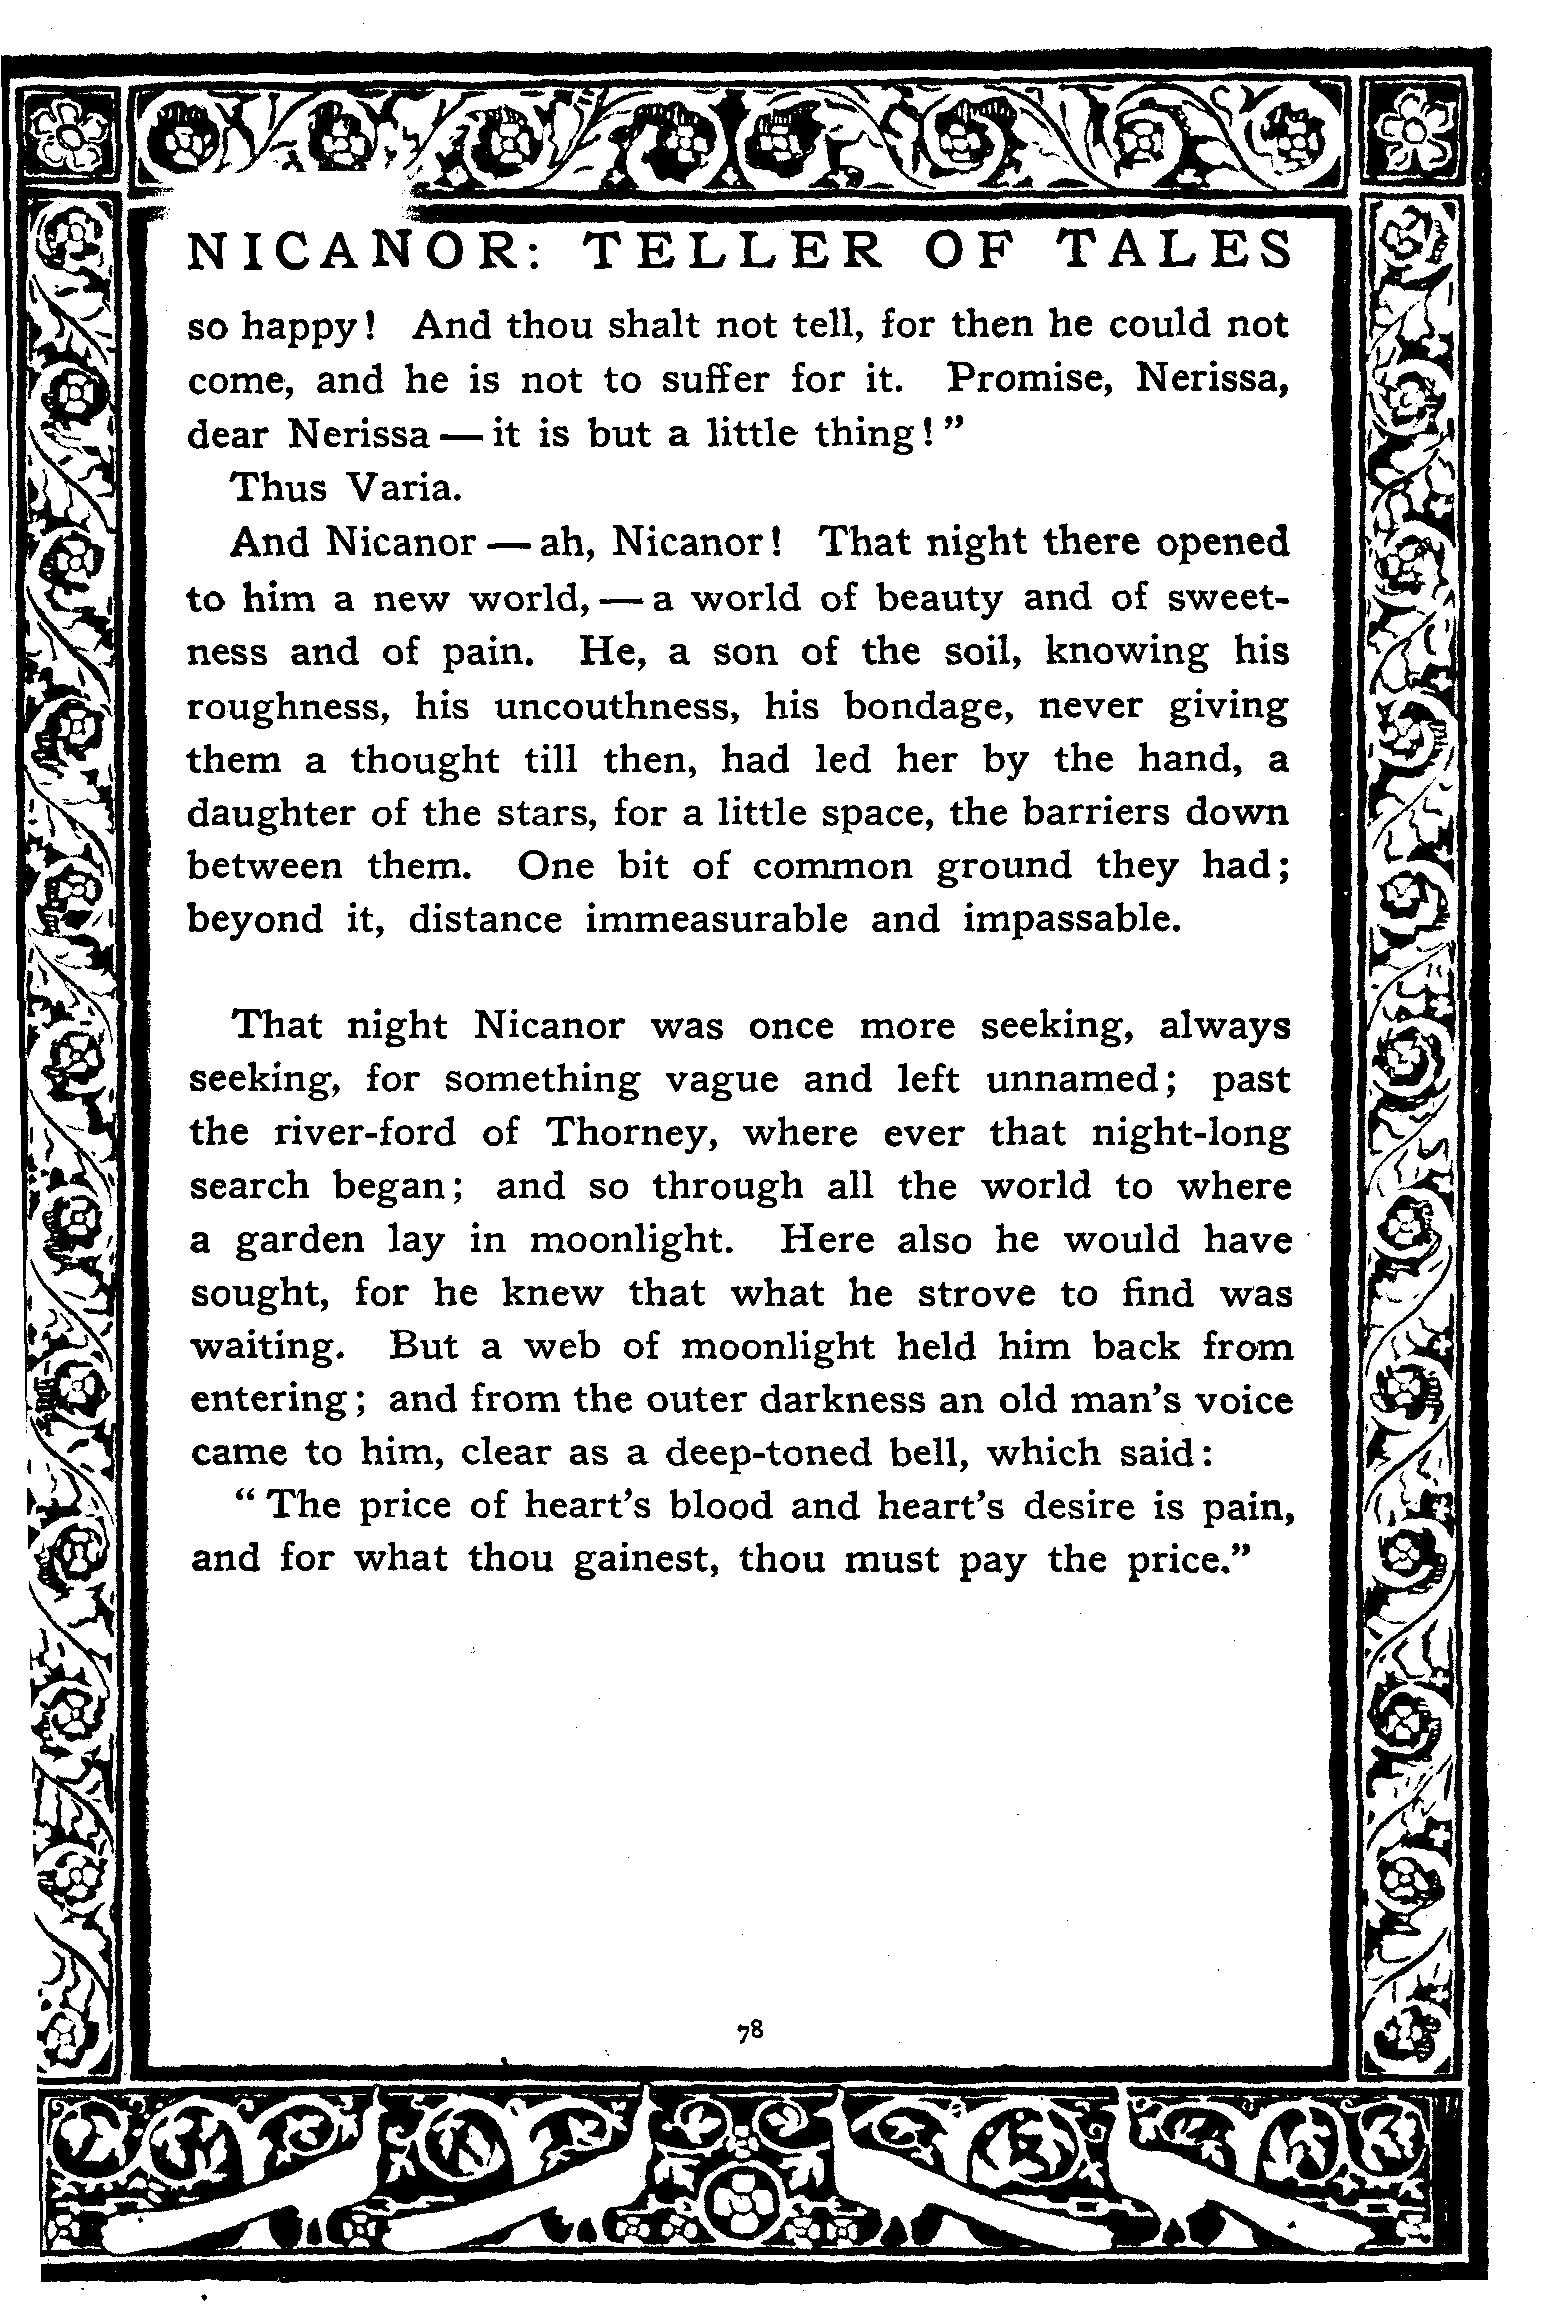 NICANOR: TELLER OF TALES
so happy! And thou shalt not tell, for then he could not
come, and he is not to suffer for it. Promise, Nerissa,
dear Nerissa — it is but a little thing!”
Thus Varia.
And Nicanor — ah, Nicanor! That night there opened
to him a new world, — a world of beauty and of sweet-
ness and of pain. He, a son of the soil, knowing his
roughness, his uncouthness, his bondage, never giving
them a thought till then, had led her by the hand, a
daughter of the stars, for a little space, the barriers down
between them. One bit of common ground they had;
beyond it, distance immeasurable and impassable.
That night Nicanor was once more seeking, always
seeking, for something vague and left unnamed; past
the river-ford of Thorney, where ever that night-long
search began; and so through all the world to where
a garden lay in moonlight. Here also he would have
sought, for he knew that what he strove to find was
waiting. But a web of moonlight held him back from
entering; and from the outer darkness an old man’s voice
came to him, clear as a deep-toned bell, which said:
“The price of heart’s blood and heart’s desire is pain,
and for what thou gainest, thou must pay the price.”
78